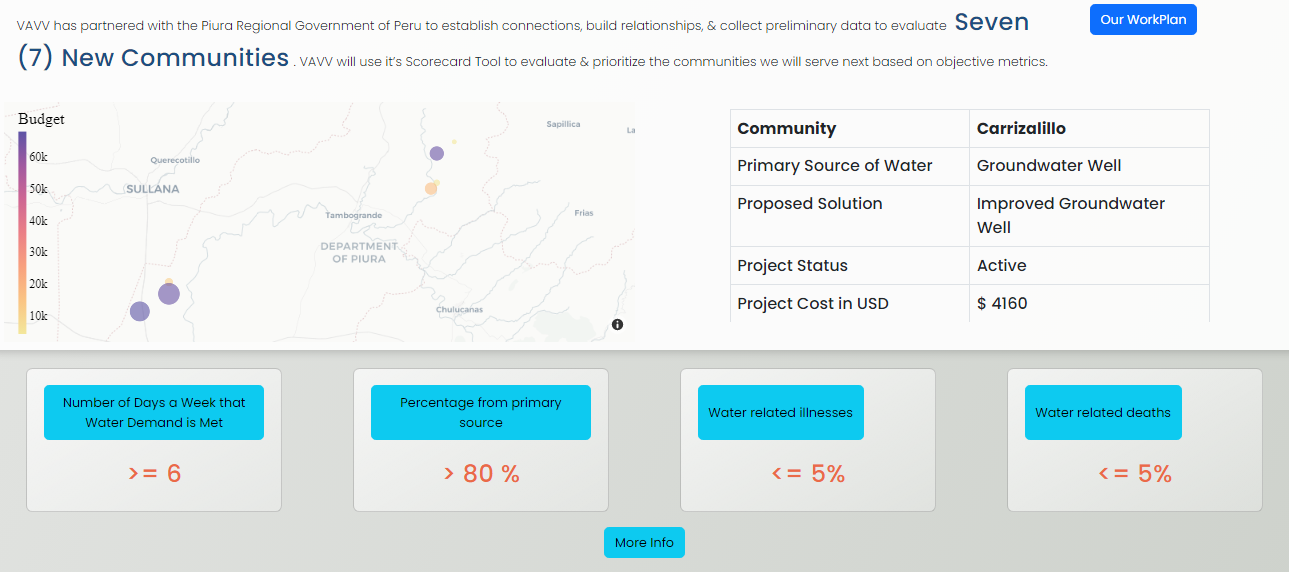 VAVV has partnered with the Piura Regional Government of Peru to establish connections, build relationships, & collect preliminary data to evaluate Seven
(7) New Communities . VAVV will use it's Scorecard Tool to evaluate & prioritize the communities we will serve next based on objective metrics.
Our WorkPlan
Budget
60k
50k
40k
30k
20k
10k
Sapillica
La
Querecotillo
SULLANA
Tambogrande
Frias
DEPARTMENT
OF PIURA
Chulucanas
Community Carrizalillo
Primary Source of Water Groundwater Well
Proposed Solution Improved Groundwater
Well
Project Status Active
Project Cost in USD $ 4160
Number of Days a Week that
Water Demand is Met
>= 6
Percentage from primary
source
> 80 %
Water related illnesses
<= 5%
Water related deaths
<= 5%
More Info